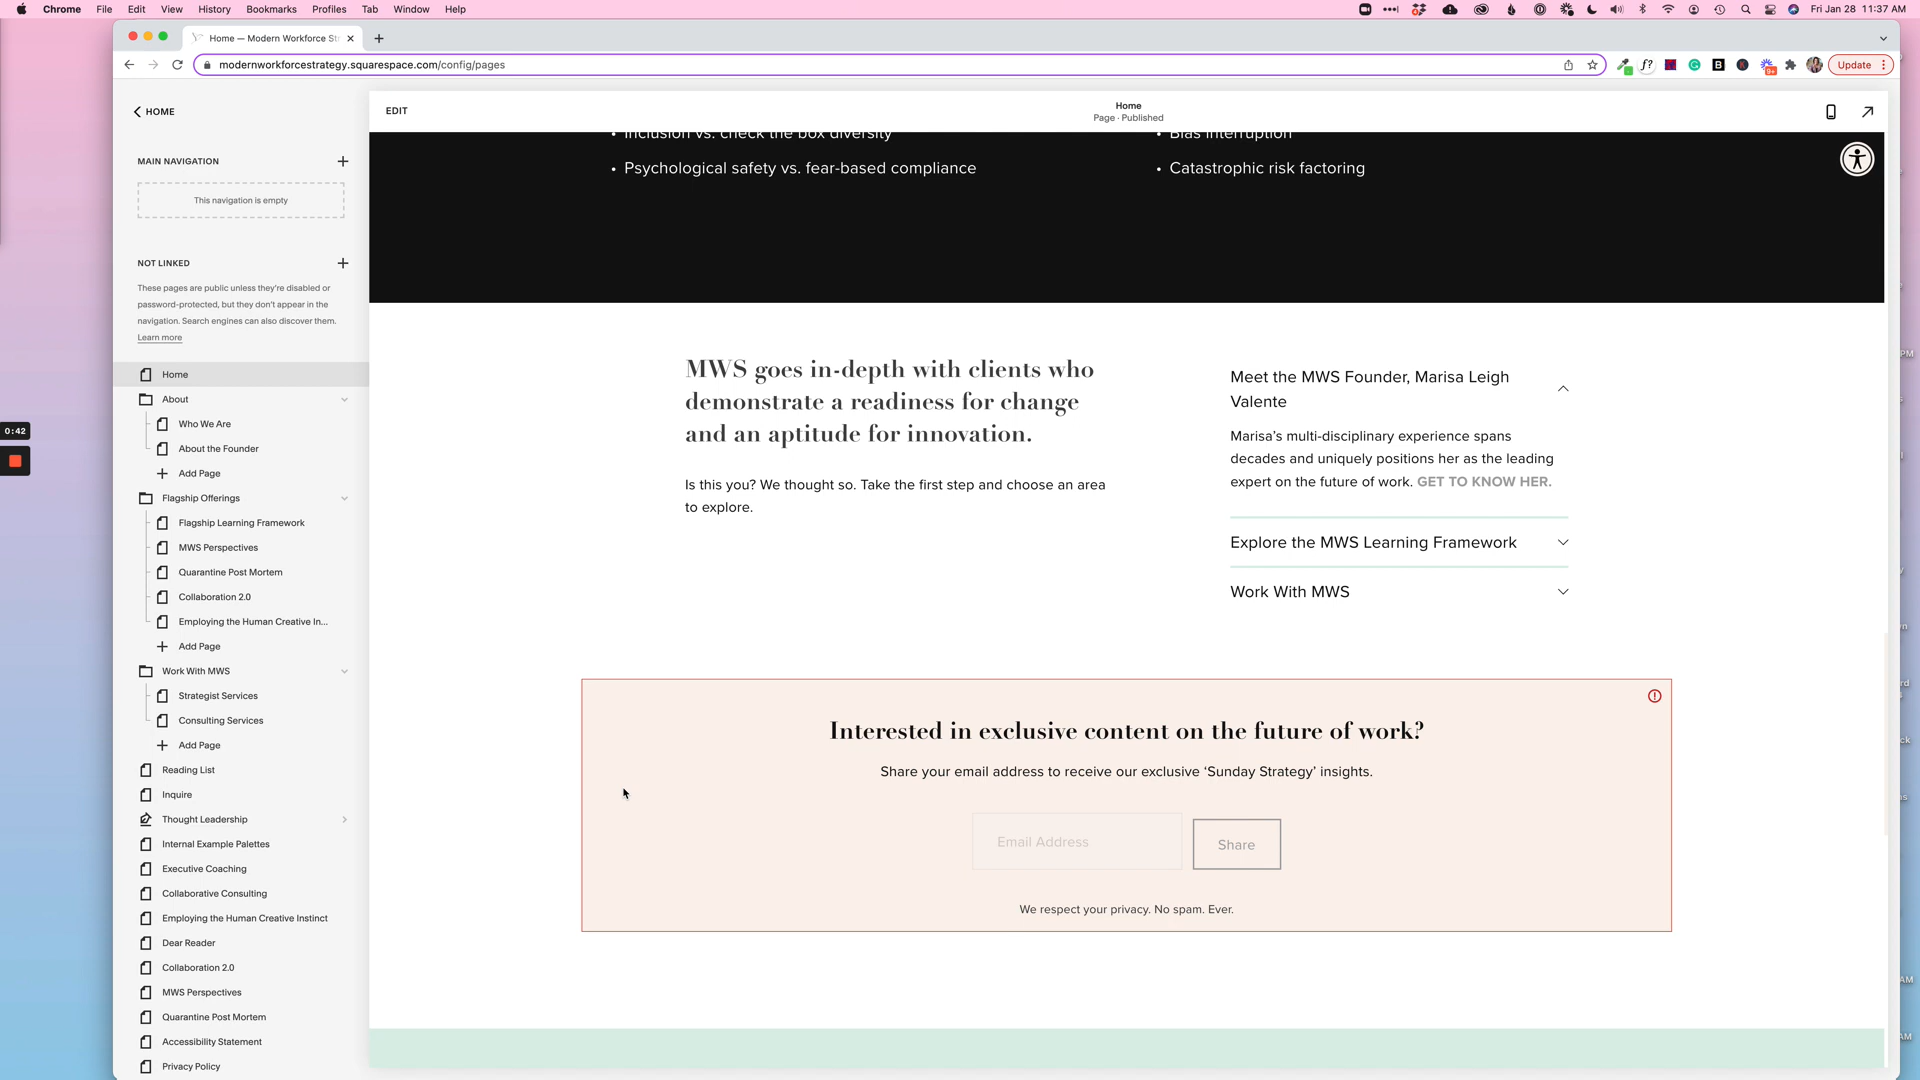 Chrome File Edit View History Bookmarks Profiles Tab Window Help
Fri Jan 28 11:37 AM
Home — Modern Workforce Str
modernworkforcestrategy.squarespace.com/config/pages
Update
HOME
EDIT
Home
Page · Published
MAIN NAVIGATION
This navigation is empty
NOT LINKED
These pages are public unless they're disabled or
password-protected, but they don't appear in the
navigation. Search engines can also discover them.
Learn more
Home
About
Who We Are
About the Founder
Add Page
Flagship Offerings
Flagship Learning Framework
MWS Perspectives
Quarantine Post Mortem
Collaboration 2.0
Employing the Human Creative In...
Add Page
Work With MWS
Strategist Services
Consulting Services
Add Page
Reading List
Inquire
Thought Leadership
Internal Example Palettes
Executive Coaching
Collaborative Consulting
Employing the Human Creative Instinct
Dear Reader
Collaboration 2.0
MWS Perspectives
Quarantine Post Mortem
Accessibility Statement
Privacy Policy
0:42
• Inclusion vs. check the box diversity
• Psychological safety vs. fear-based compliance
• Bias interruption
• Catastrophic risk factoring
MWS goes in-depth with clients who
demonstrate a readiness for change
and an aptitude for innovation.
Is this you? We thought so. Take the first step and choose an area
to explore.
Meet the MWS Founder, Marisa Leigh
Valente
Marisa’s multi-disciplinary experience spans
decades and uniquely positions her as the leading
expert on the future of work. GET TO KNOW HER.
Explore the MWS Learning Framework
Work With MWS
Interested in exclusive content on the future of work?
Share your email address to receive our exclusive ‘Sunday Strategy’ insights.
Email Address
Share
We respect your privacy. No spam. Ever.
PM
AM
AM